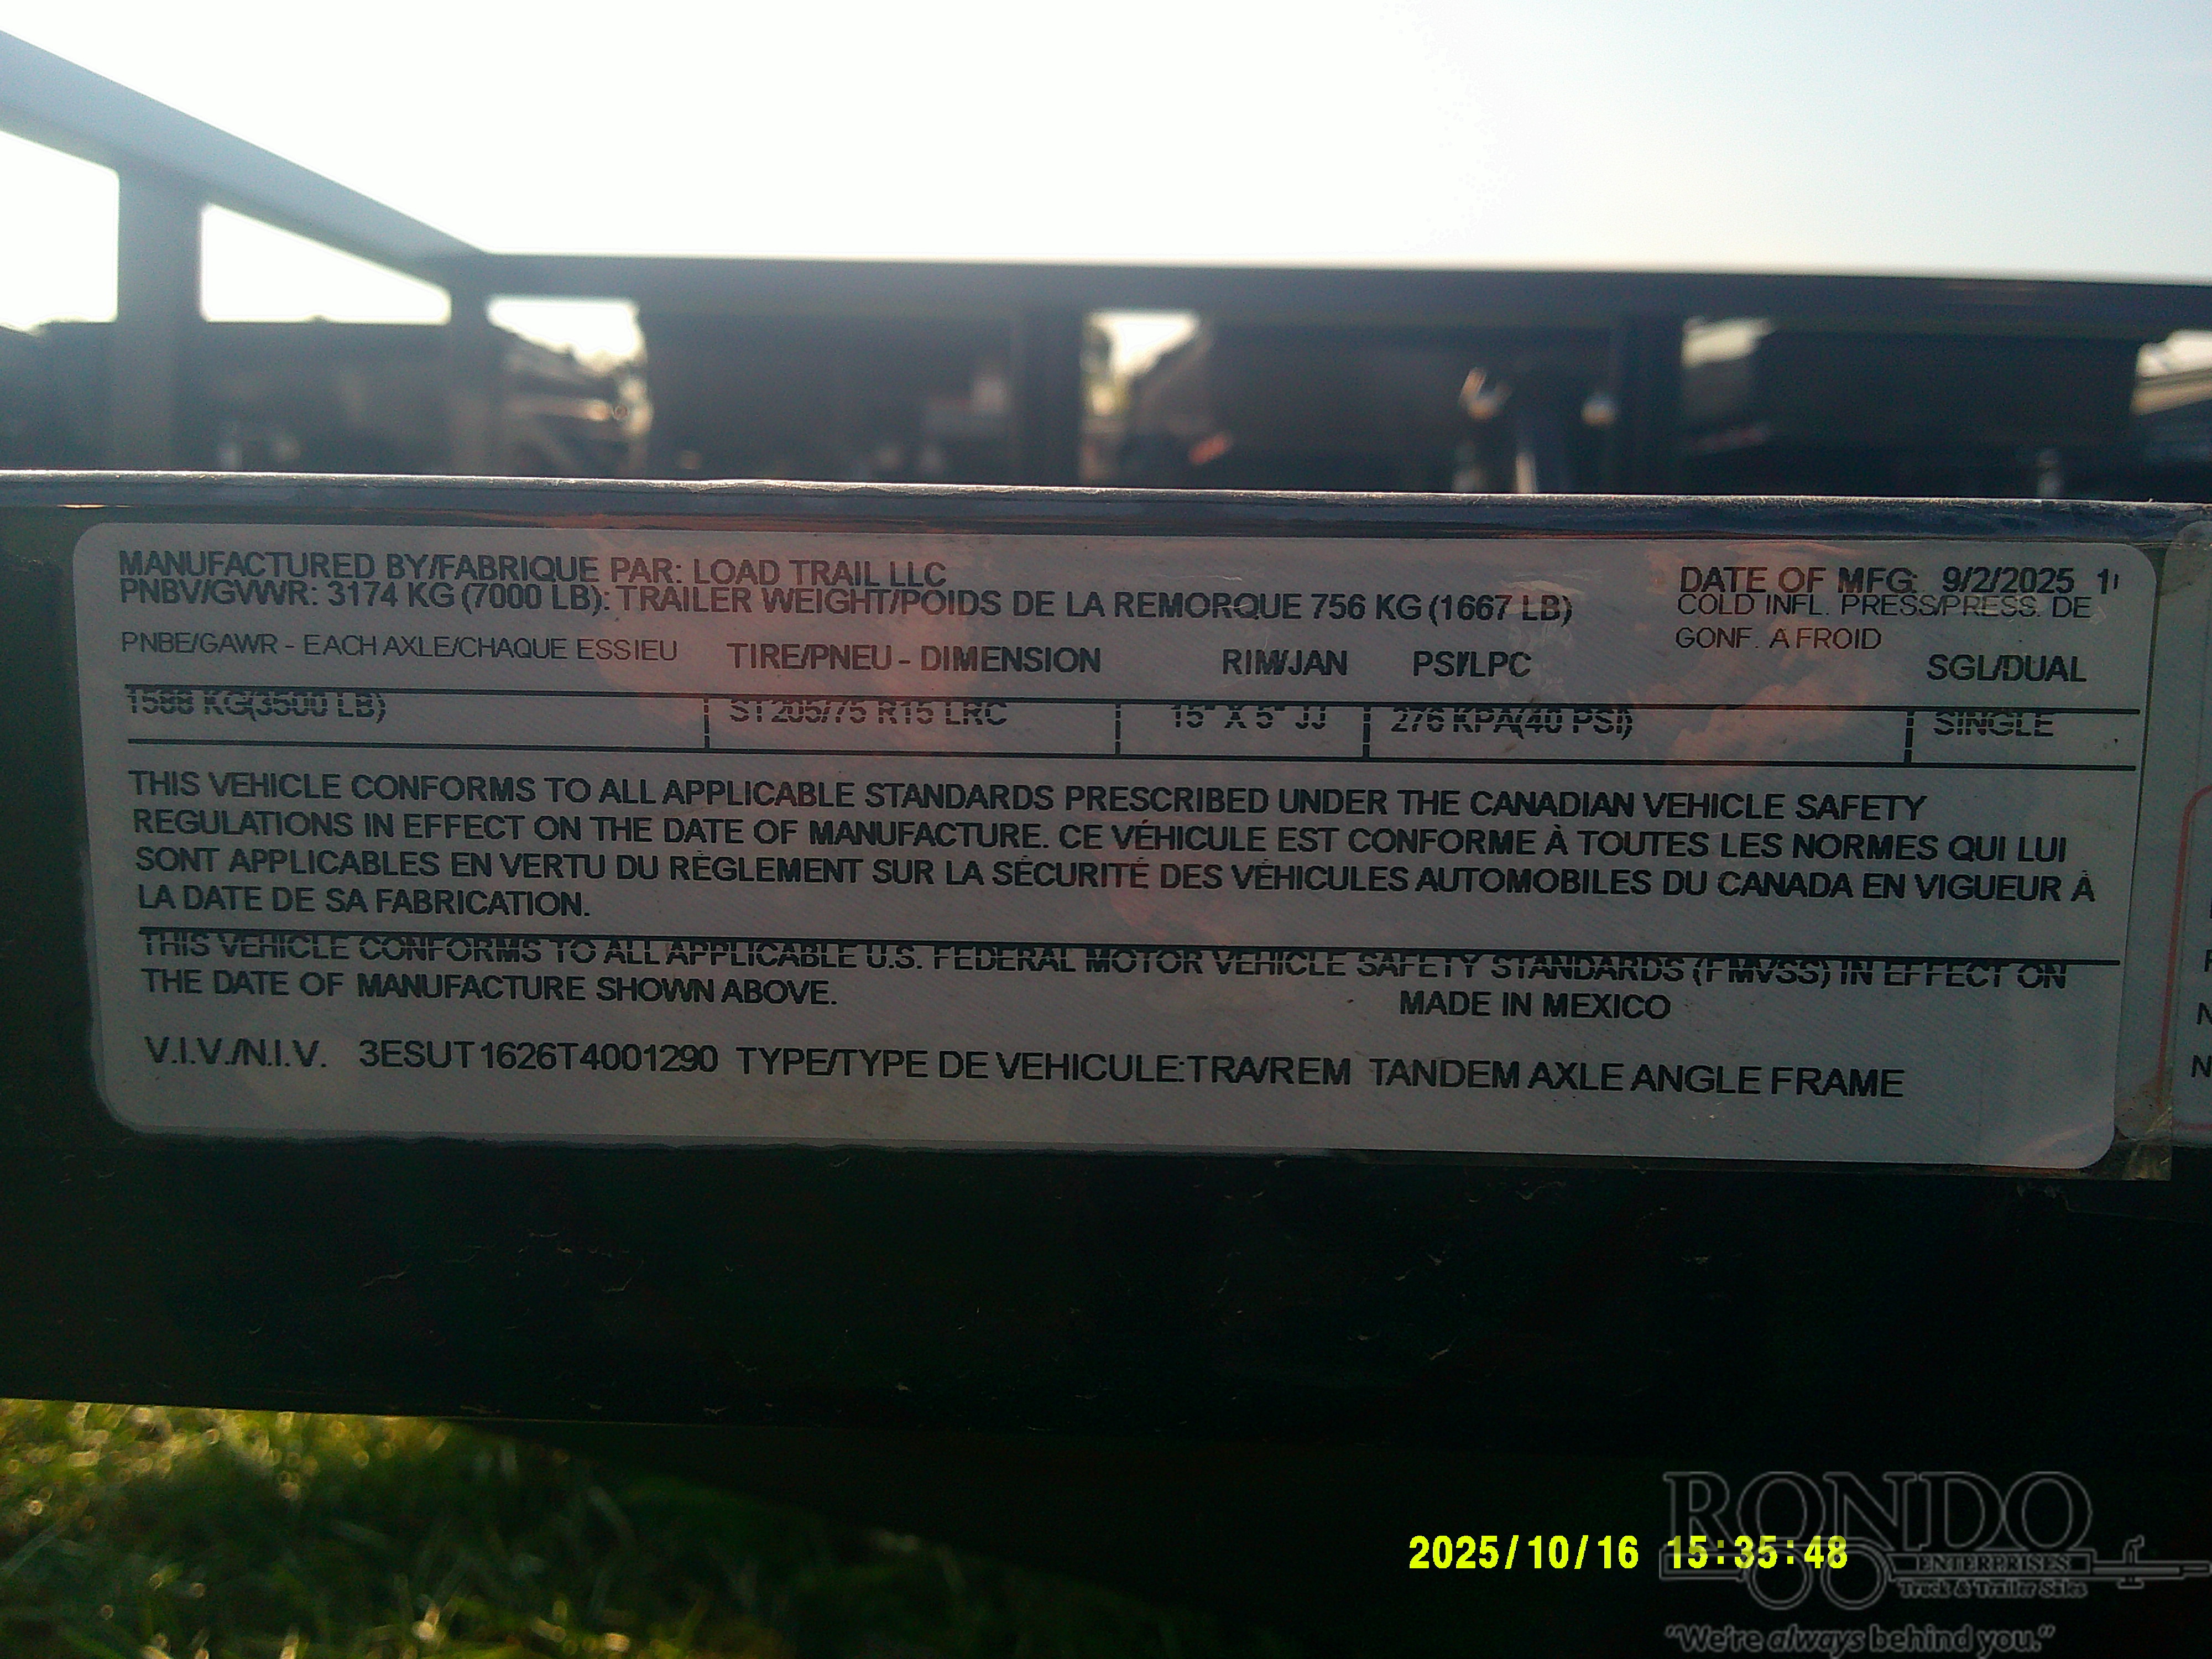 MANUFACTURED BY/FABRIQUE PAR: LOAD TRAIL LLC
DATE OF MFG: 9/2/2025
PNBV/GVWR: 3174 KG (7000 LB): TRAILER WEIGHT/POIDS DE LA REMORQUE 756 KG (1667 LB)
COLD INFL. PRESS/PRESS. DE
GONF. A FROID
PNBE/GAWR - EACH AXLE/CHAQUE ESSIEU TIRE/PNEU - DIMENSION RIM/JAN PSI/LPC SGL/DUAL
1588 KG(3500 LB) ST205/75 R15 LRC 15" X 5" JJ 276 KPA(40 PSI) SINGLE
THIS VEHICLE CONFORMS TO ALL APPLICABLE STANDARDS PRESCRIBED UNDER THE CANADIAN VEHICLE SAFETY
REGULATIONS IN EFFECT ON THE DATE OF MANUFACTURE. CE VÉHICULE EST CONFORME À TOUTES LES NORMES QUI LUI
SONT APPLICABLES EN VERTU DU RÈGLEMENT SUR LA SÉCURITÉ DES VÉHICULES AUTOMOBILES DU CANADA EN VIGUEUR À
LA DATE DE SA FABRICATION.
THIS VEHICLE CONFORMS TO ALL APPLICABLE U.S. FEDERAL MOTOR VEHICLE SAFETY STANDARDS (FMVSS) IN EFFECT ON
THE DATE OF MANUFACTURE SHOWN ABOVE.
MADE IN MEXICO
V.I.V./N.I.V. 3ESUT1626T4001290 TYPE/TYPE DE VEHICULE:TRA/REM TANDEM AXLE ANGLE FRAME
2025/10/16 15:35:48
RONDO
ENTERPRISES
Truck & Trailer Sales
"We're always behind you."